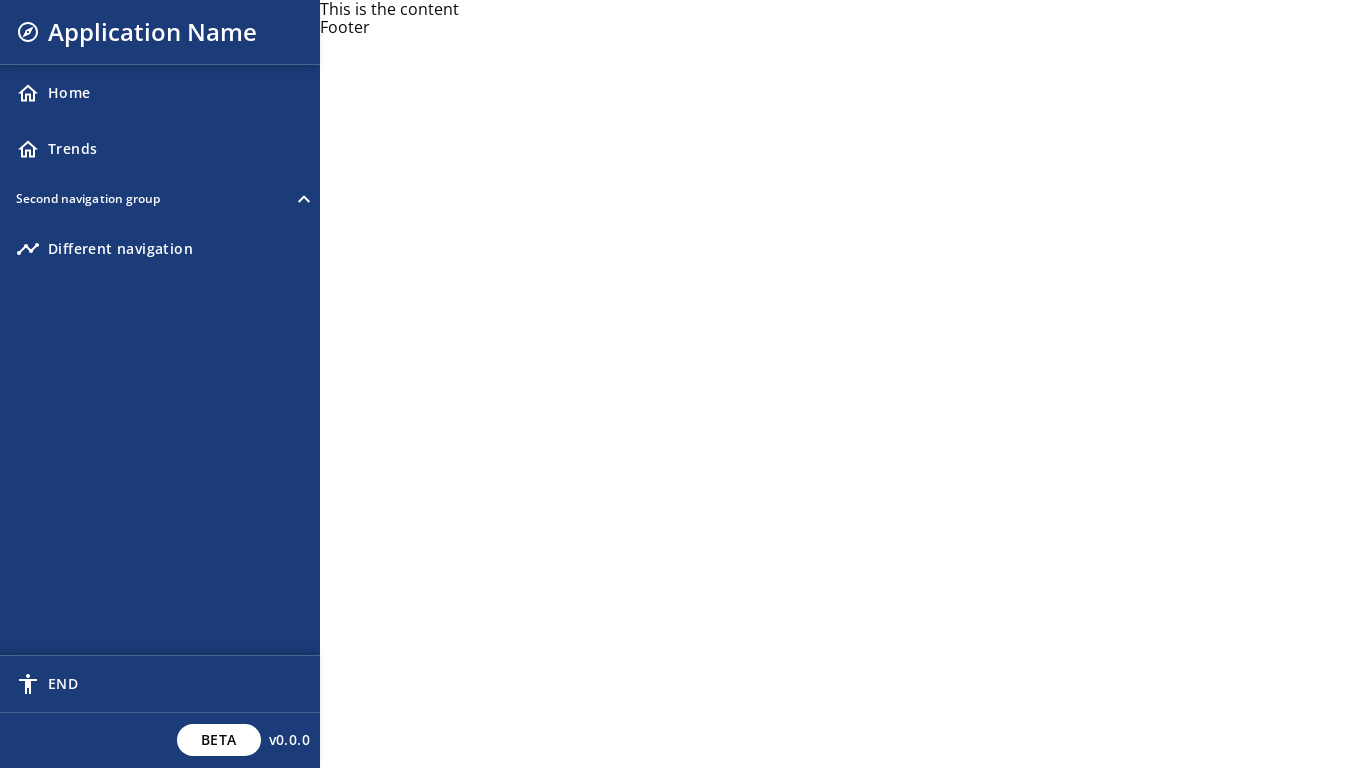 Application Name
Home
Trends
Second navigation group
Different navigation
END
BETA v0.0.0
This is the content
Footer